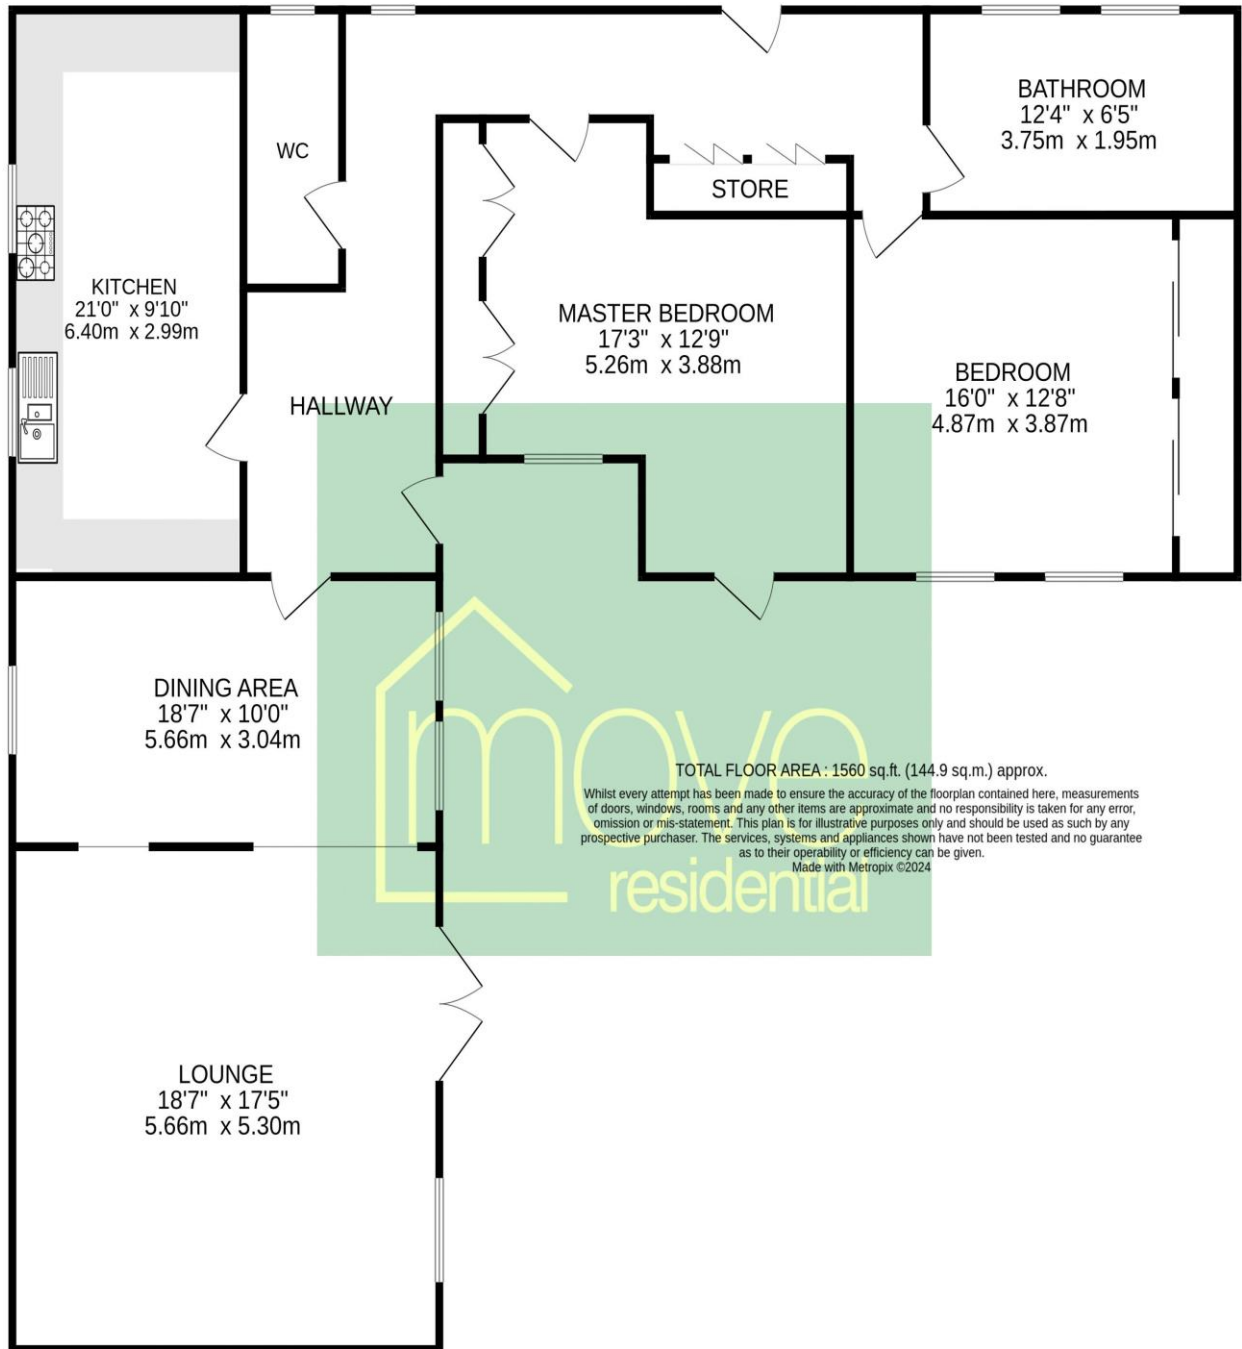 BATHROOM
12'4" x 6'5"
3.75m x 1.95m
WC
STORE
KITCHEN
21'0" x 9'10"
6.40m x 2.99m
MASTER BEDROOM
17'3" x 12'9"
5.26m x 3.88m
BEDROOM
16'0" x 12'8"
4.87m x 3.87m
HALLWAY
DINING AREA
18'7" x 10'0"
5.66m x 3.04m
move
residential
TOTAL FLOOR AREA : 1560 sq.ft. (144.9 sq.m.) approx.
Whilst every attempt has been made to ensure the accuracy of the floorplan contained here, measurements
of doors, windows, rooms and any other items are approximate and no responsibility is taken for any error,
omission or mis-statement. This plan is for illustrative purposes only and should be used as such by any
prospective purchaser. The services, systems and appliances shown have not been tested and no guarantee
as to their operability or efficiency can be given.
Made with Metropix ©2024
LOUNGE
18'7" x 17'5"
5.66m x 5.30m